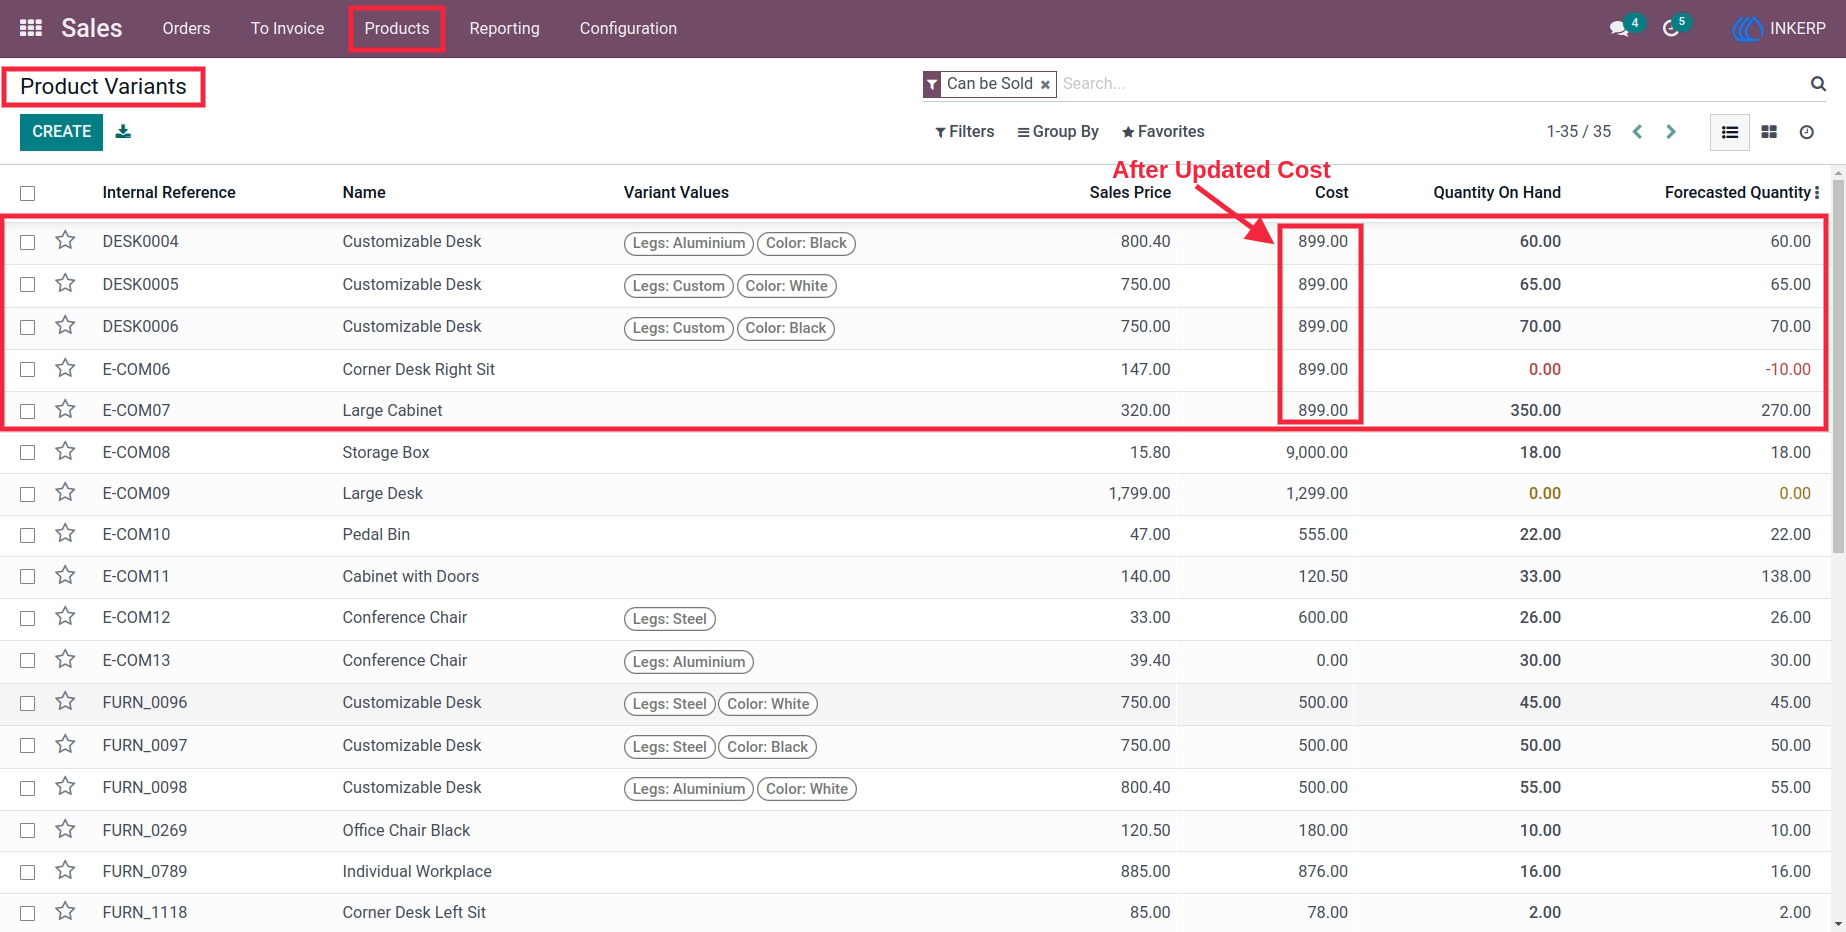 Sales Orders To Invoice Products Reporting Configuration 4 5 INKERP
Product Variants Can be Sold × Search...
CREATE Filters Group By Favorites 1-35 / 35
After Updated Cost
Internal Reference Name Variant Values Sales Price Cost Quantity On Hand Forecasted Quantity
DESK0004 Customizable Desk Legs: Aluminium Color: Black 800.40 899.00 60.00 60.00
DESK0005 Customizable Desk Legs: Custom Color: White 750.00 899.00 65.00 65.00
DESK0006 Customizable Desk Legs: Custom Color: Black 750.00 899.00 70.00 70.00
E-COM06 Corner Desk Right Sit 147.00 899.00 0.00 -10.00
E-COM07 Large Cabinet 320.00 899.00 350.00 270.00
E-COM08 Storage Box 15.80 9,000.00 18.00 18.00
E-COM09 Large Desk 1,799.00 1,299.00 0.00 0.00
E-COM10 Pedal Bin 47.00 555.00 22.00 22.00
E-COM11 Cabinet with Doors 140.00 120.50 33.00 138.00
E-COM12 Conference Chair Legs: Steel 33.00 600.00 26.00 26.00
E-COM13 Conference Chair Legs: Aluminium 39.40 0.00 30.00 30.00
FURN_0096 Customizable Desk Legs: Steel Color: White 750.00 500.00 45.00 45.00
FURN_0097 Customizable Desk Legs: Steel Color: Black 750.00 500.00 50.00 50.00
FURN_0098 Customizable Desk Legs: Aluminium Color: White 800.40 500.00 55.00 55.00
FURN_0269 Office Chair Black 120.50 180.00 10.00 10.00
FURN_0789 Individual Workplace 885.00 876.00 16.00 16.00
FURN_1118 Corner Desk Left Sit 85.00 78.00 2.00 2.00